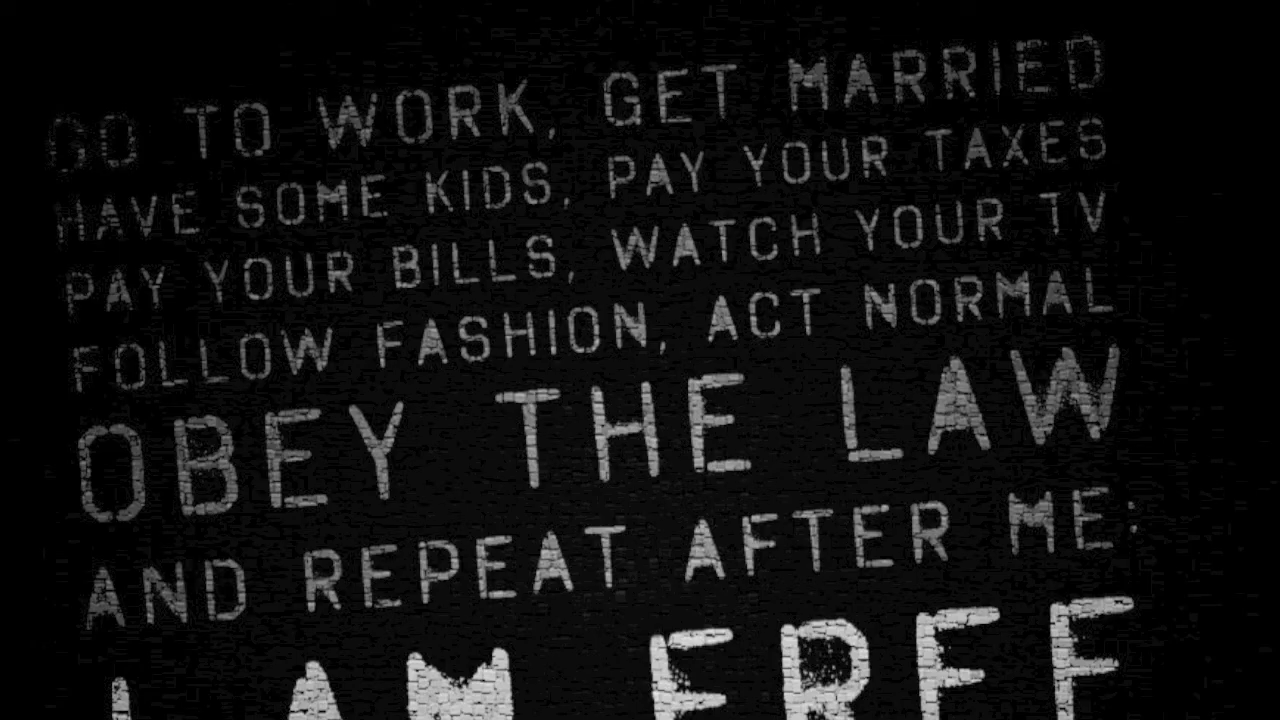 GO TO WORK, GET MARRIED
HAVE SOME KIDS, PAY YOUR TAXES
PAY YOUR BILLS, WATCH YOUR TV
FOLLOW FASHION, ACT NORMAL
OBEY THE LAW
AND REPEAT AFTER ME:
I AM FREE